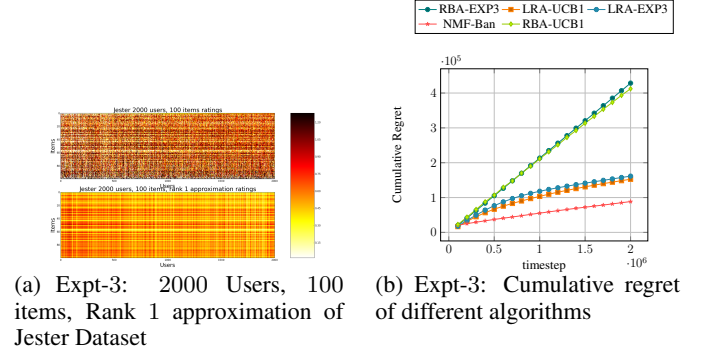 RBA-EXP3 LRA-UCB1 LRA-EXP3
NMF-Ban RBA-UCB1
Jester 2000 users, 100 items ratings
Items
Users
Jester 2000 users, 100 items, rank 1 approximation ratings
Items
Users
·10^5
4
3
2
1
0
Cumulative Regret
0 0.5 1 1.5 2
timestep
·10^6
(a) Expt-3: 2000 Users, 100
items, Rank 1 approximation of
Jester Dataset
(b) Expt-3: Cumulative regret
of different algorithms